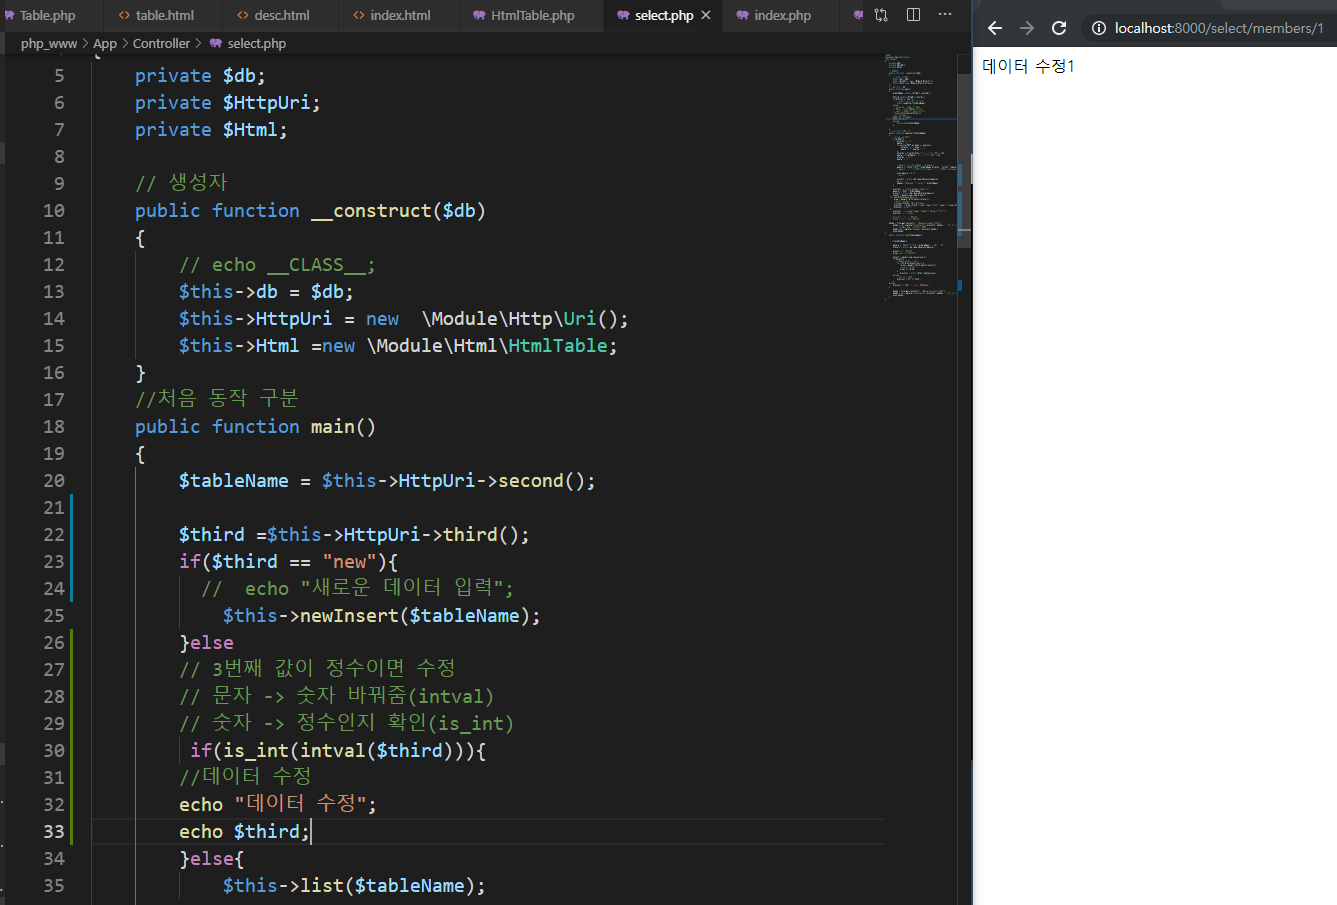 Table.php
<> table.html
<> desc.html
<> index.html
HtmlTable.php
select.php
index.php
php_www > App > Controller > select.php
5 private $db;
6 private $HttpUri;
7 private $Html;
8
9 // 생성자
10 public function __construct($db)
11 {
12 // echo __CLASS__;
13 $this->db = $db;
14 $this->HttpUri = new  \Module\Http\Uri();
15 $this->Html =new \Module\Html\HtmlTable;
16 }
17 //처음 동작 구분
18 public function main()
19 {
20 $tableName = $this->HttpUri->second();
21
22 $third =$this->HttpUri->third();
23 if($third == "new"){
24 //  echo "새로운 데이터 입력";
25 $this->newInsert($tableName);
26 }else
27 // 3번째 값이 정수이면 수정
28 // 문자 -> 숫자 바꿔줌(intval)
29 // 숫자 -> 정수인지 확인(is_int)
30 if(is_int(intval($third))){
31 //데이터 수정
32 echo "데이터 수정";
33 echo $third;
34 }else{
35 $this->list($tableName);
localhost:8000/select/members/1
데이터 수정1